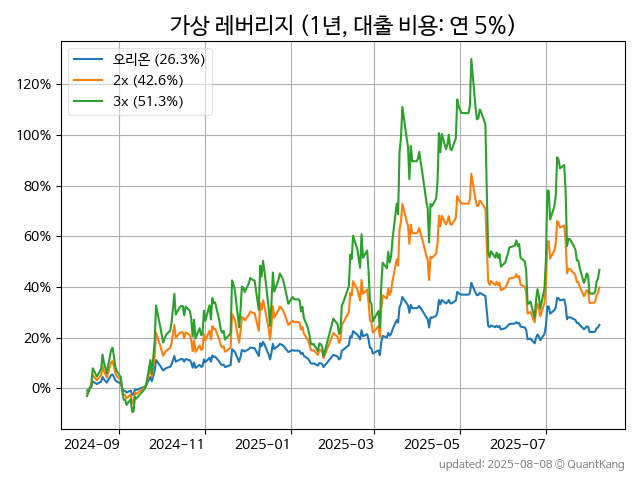 가상 레버리지 (1년, 대출 비용: 연 5%)
오리온 (26.3%)
2x (42.6%)
3x (51.3%)
120%
100%
80%
60%
40%
20%
0%
2024-09 2024-11 2025-01 2025-03 2025-05 2025-07
updated: 2025-08-08 © QuantKang